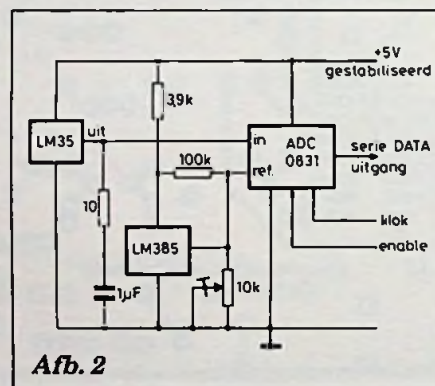 +5V
gestabiliseerd
3,9k
LM35
uit
in
ADC
0831
ref.
serie DATA
uitgang
100k
10
LM385
klok
enable
1µF
10k
Afb. 2